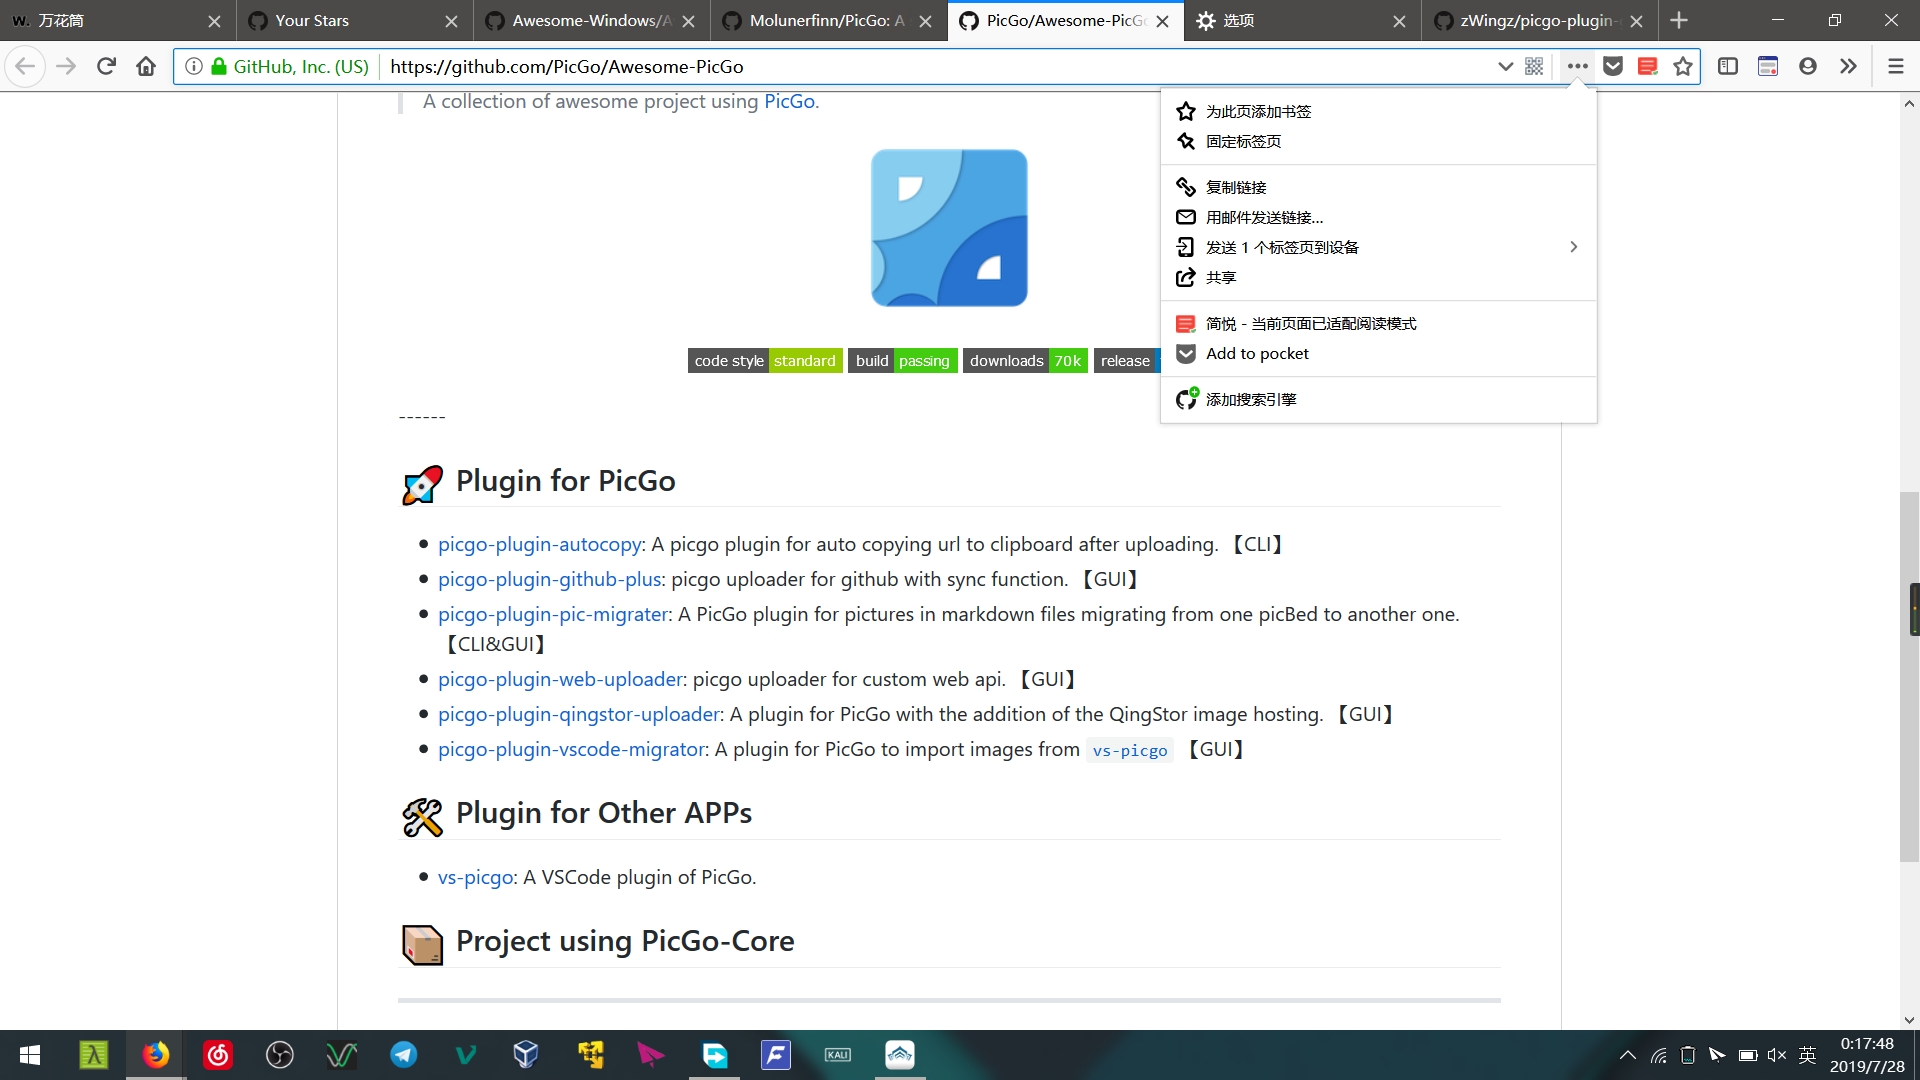 万花筒
Your Stars
Awesome-Windows/A
Molunerfinn/PicGo: A
PicGo/Awesome-PicGo
选项
zWingz/picgo-plugin-
GitHub, Inc. (US)
https://github.com/PicGo/Awesome-PicGo
为此页添加书签
固定标签页
复制链接
用邮件发送链接...
发送 1 个标签页到设备
共享
简悦 - 当前页面已适配阅读模式
Add to pocket
添加搜索引擎
A collection of awesome project using PicGo.
code style standard
build passing
downloads 70k
release
------
Plugin for PicGo
picgo-plugin-autocopy: A picgo plugin for auto copying url to clipboard after uploading. 【CLI】
picgo-plugin-github-plus: picgo uploader for github with sync function. 【GUI】
picgo-plugin-pic-migrater: A PicGo plugin for pictures in markdown files migrating from one picBed to another one.
【CLI&GUI】
picgo-plugin-web-uploader: picgo uploader for custom web api. 【GUI】
picgo-plugin-qingstor-uploader: A plugin for PicGo with the addition of the QingStor image hosting. 【GUI】
picgo-plugin-vscode-migrator: A plugin for PicGo to import images from vs-picgo 【GUI】
Plugin for Other APPs
vs-picgo: A VSCode plugin of PicGo.
Project using PicGo-Core
KALI
英
0:17:48
2019/7/28